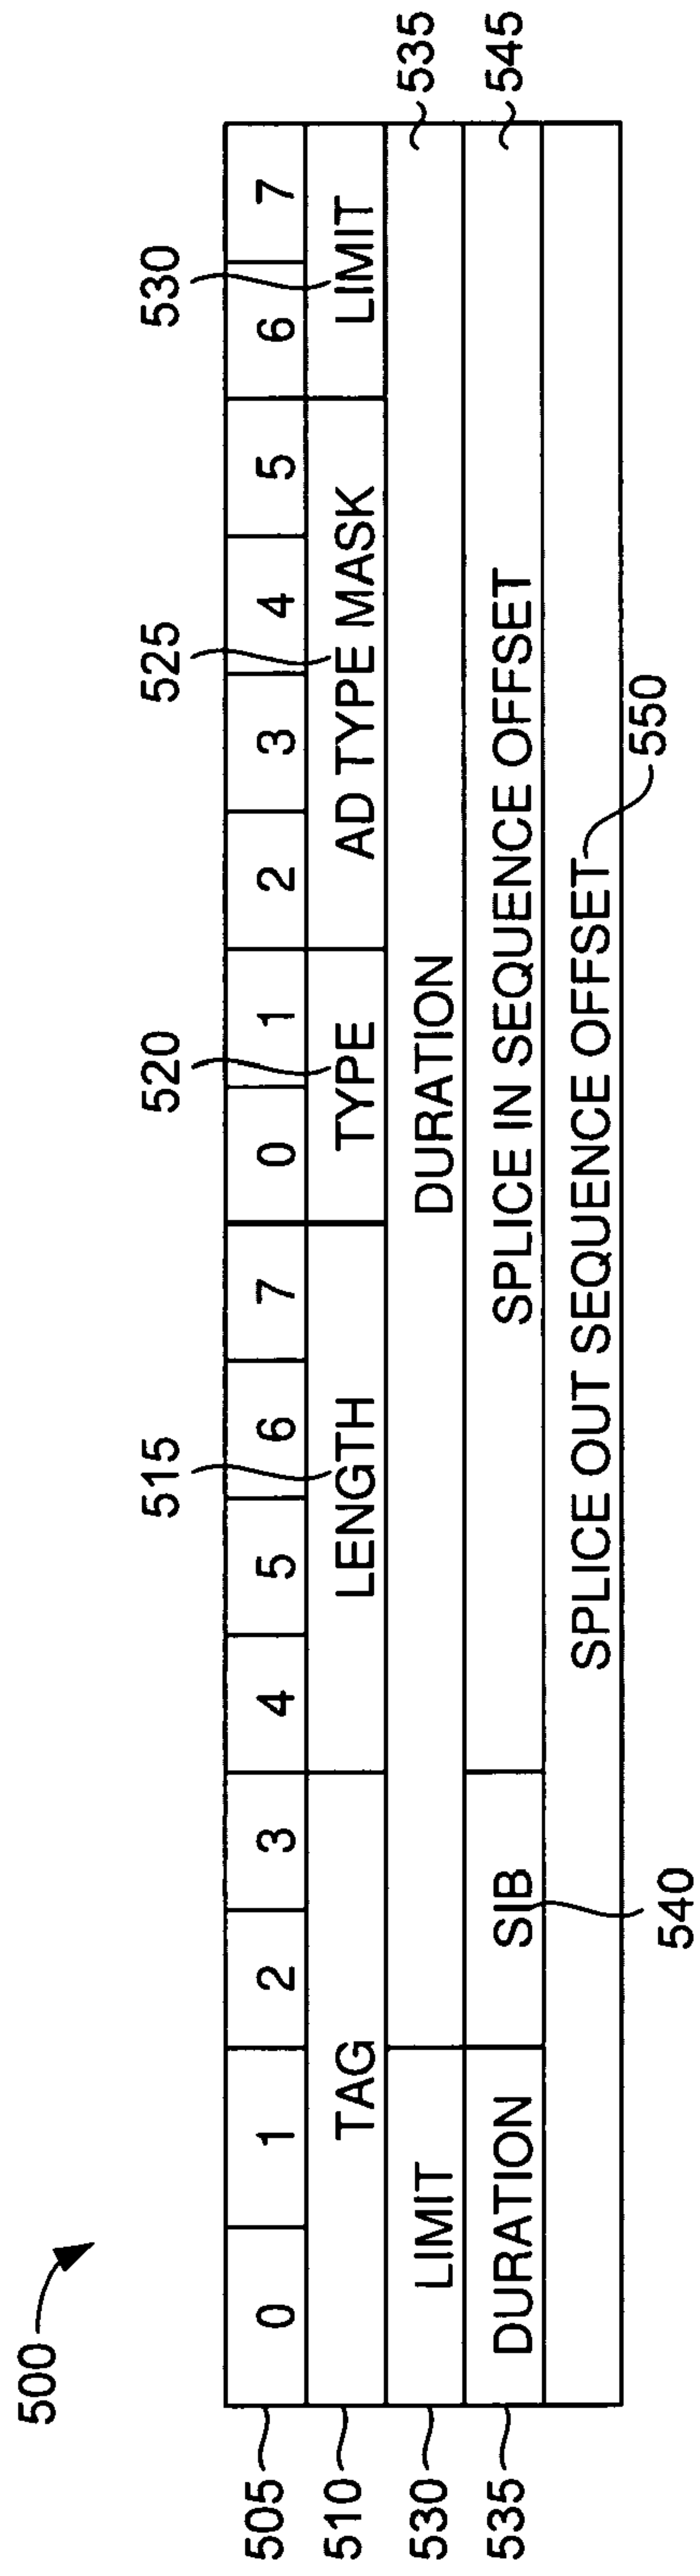 500
515 520 525 530
505 0 1 2 3 4 5 6 7 0 1 2 3 4 5 6 7
510 TAG LENGTH TYPE AD TYPE MASK LIMIT
530 LIMIT DURATION 535
535 DURATION SIB SPLICE IN SEQUENCE OFFSET 545
SPLICE OUT SEQUENCE OFFSET
540 550